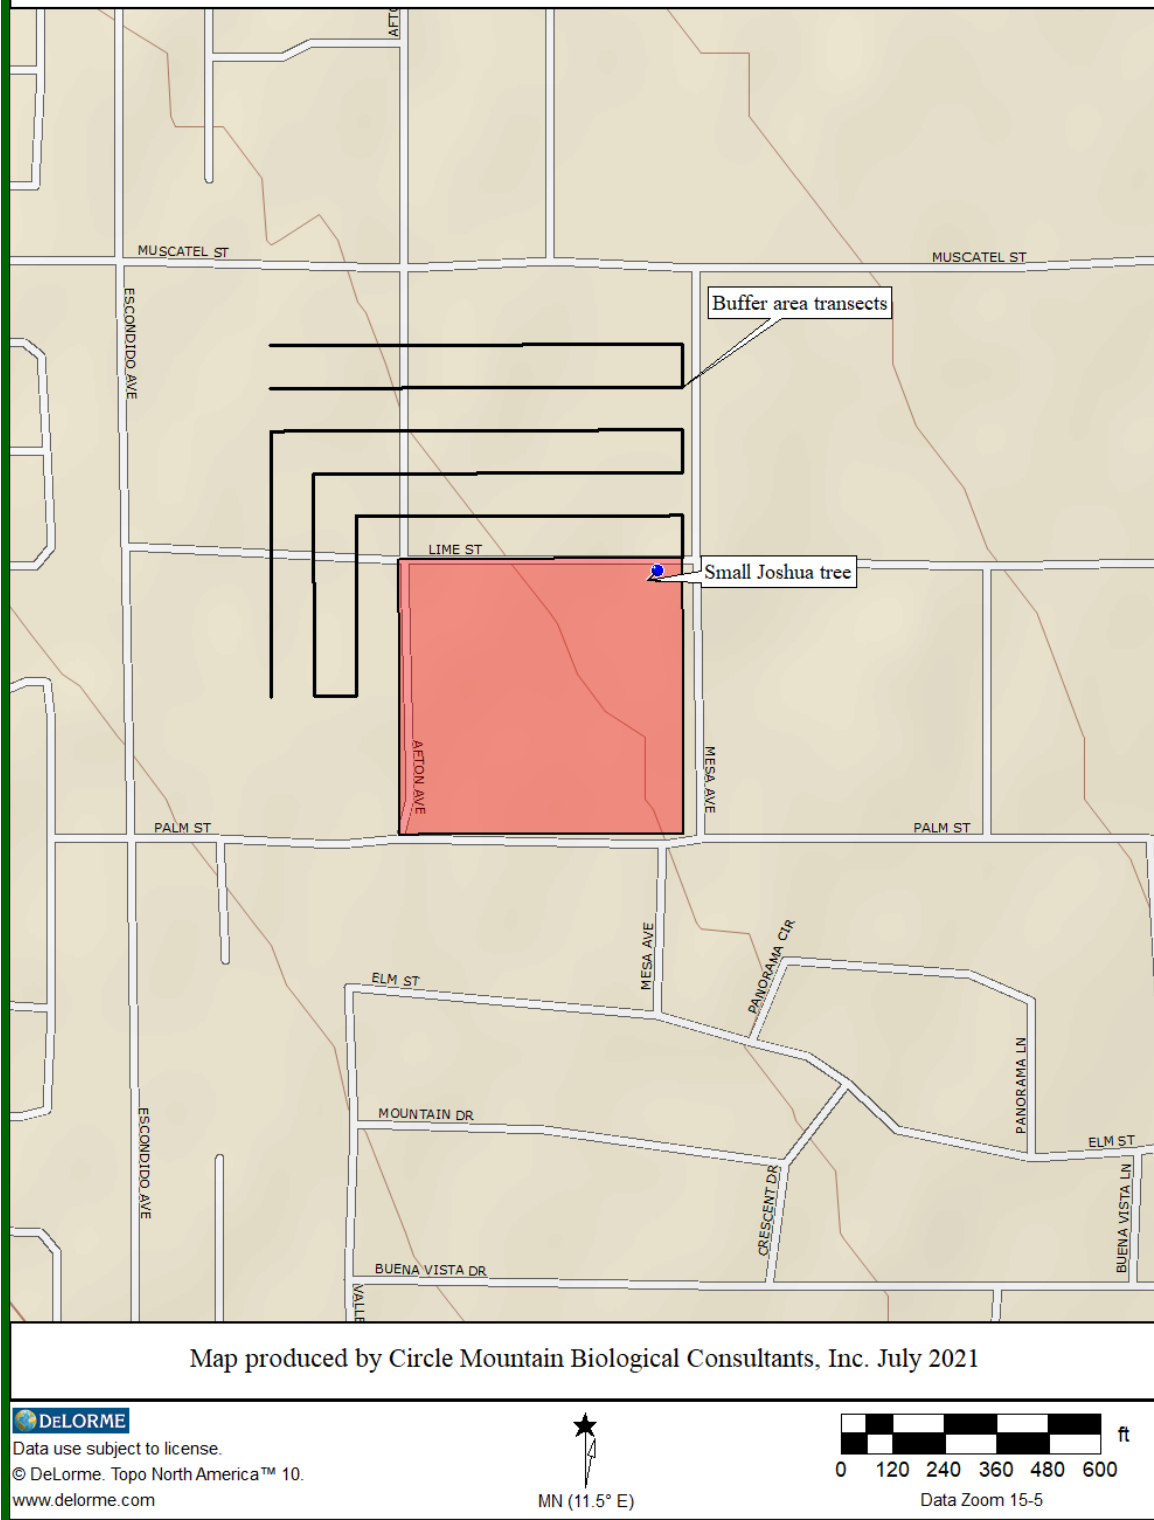 AFTO
MUSCATEL ST
MUSCATEL ST
ESCONDIDO AVE
Buffer area transects
LIME ST
Small Joshua tree
AFTON AVE
MESA AVE
PALM ST
PALM ST
MESA AVE
PANORAMA CIR
ELM ST
PANORAMA LN
ESCONDIDO AVE
MOUNTAIN DR
ELM ST
CRESCENT DR
BUENA VISTA LN
BUENA VISTA DR
VALLE
Map produced by Circle Mountain Biological Consultants, Inc. July 2021
DELORME
Data use subject to license.
© DeLorme. Topo North America™ 10.
www.delorme.com
MN (11.5° E)
ft
0 120 240 360 480 600
Data Zoom 15-5